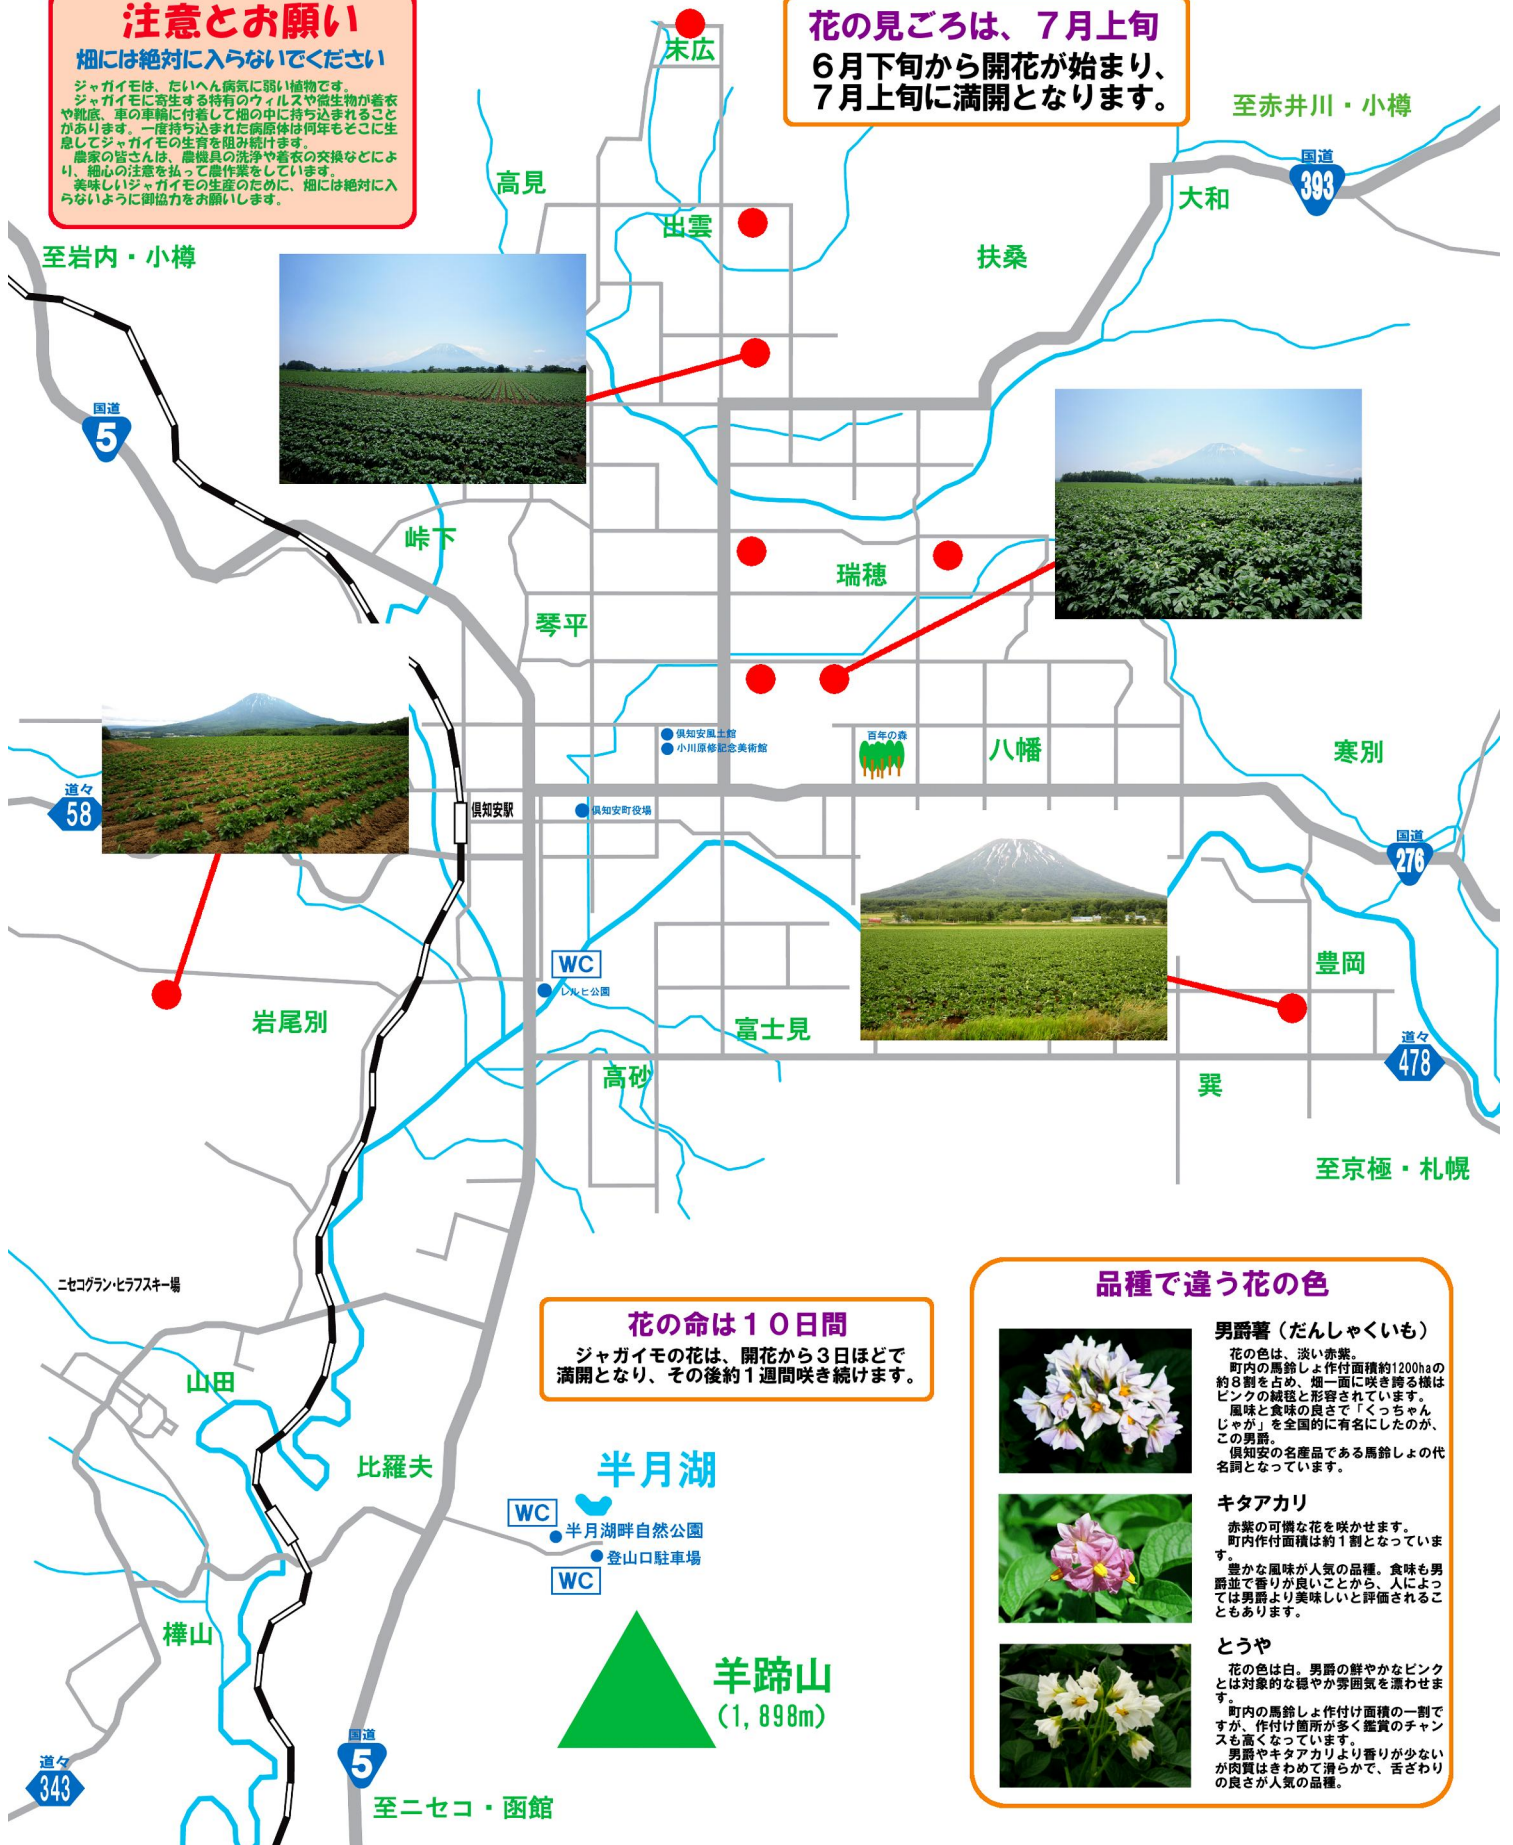 注意とお願い
畑には絶対に入らないでください
ジャガイモは、たいへん病気に弱い植物です。
ジャガイモに寄生する特有のウィルスや微生物が着衣
や靴底、車の車輪に付着して畑の中に持ち込まれること
があります。一度持ち込まれた病原体は何年もそこに生
息してジャガイモの生育を阻み続けます。
農家の皆さんは、農機具の洗浄や着衣の交換などによ
り、細心の注意を払って農作業をしています。
美味しいジャガイモの生産のために、畑には絶対に入
らないように御協力をお願いします。
末広
花の見ごろは、７月上旬
６月下旬から開花が始まり、
７月上旬に満開となります。
至赤井川・小樽
国道
393
大和
高見
出雲
扶桑
至岩内・小樽
国道
5
峠下
瑞穂
琴平
倶知安風土館
小川原脩記念美術館
百年の森
八幡
寒別
道々
58
倶知安駅
倶知安町役場
国道
276
WC
レルヒ公園
豊岡
岩尾別
富士見
道々
478
高砂
巽
至京極・札幌
ニセコグラン・ヒラフスキー場
花の命は１０日間
ジャガイモの花は、開花から３日ほどで
満開となり、その後約１週間咲き続けます。
山田
比羅夫
半月湖
WC
半月湖畔自然公園
登山口駐車場
WC
樺山
羊蹄山
(1,898m)
国道
5
道々
343
至ニセコ・函館
品種で違う花の色
男爵薯（だんしゃくいも）
花の色は、淡い赤紫。
町内の馬鈴しょ作付面積約1200haの
約８割を占め、畑一面に咲き誇る様は
ピンクの絨毯と形容されています。
風味と食味の良さで「くっちゃん
じゃが」を全国的に有名にしたのが、
この男爵。
倶知安の名産品である馬鈴しょの代
名詞となっています。
キタアカリ
赤紫の可憐な花を咲かせます。
町内作付面積は約１割となっていま
す。
豊かな風味が人気の品種。食味も男
爵並で香りが良いことから、人によっ
ては男爵より美味しいと評価されるこ
ともあります。
とうや
花の色は白。男爵の鮮やかなピンク
とは対象的な穏やか雰囲気を漂わせま
す。
町内の馬鈴しょ作付け面積の一割で
すが、作付け箇所が多く鑑賞のチャン
スも高くなっています。
男爵やキタアカリより香りが少ない
が肉質はきわめて滑らかで、舌ざわり
の良さが人気の品種。